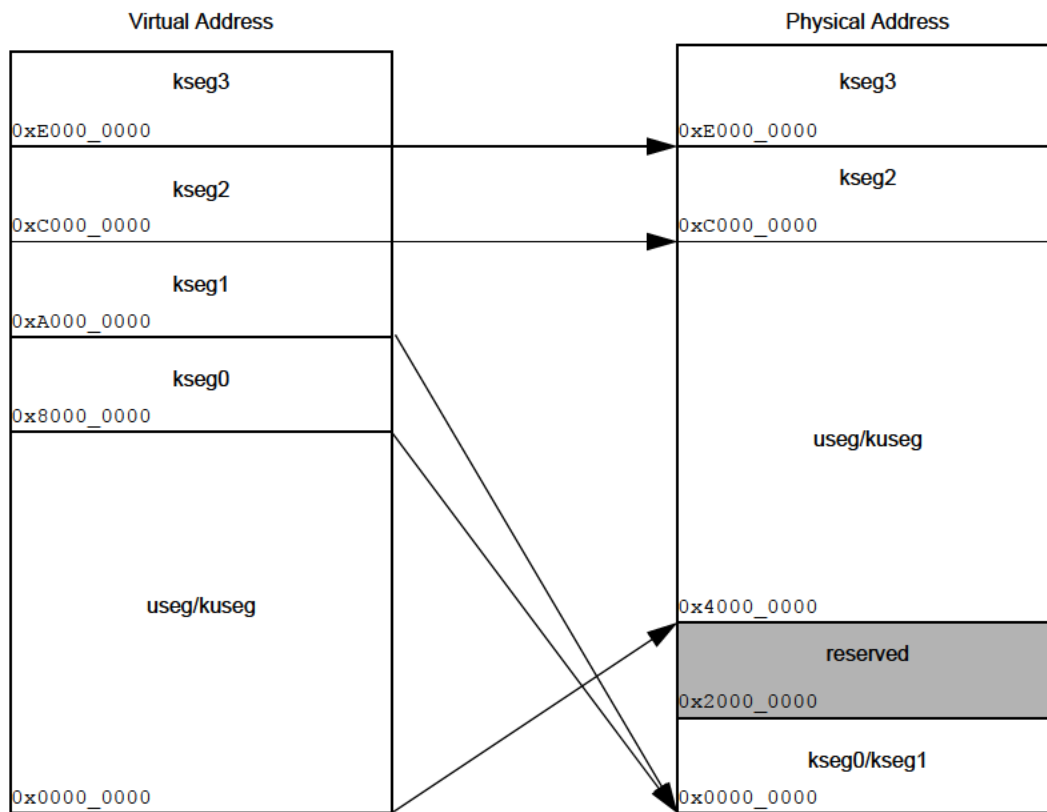 Virtual Address
kseg3
0xE000_0000
kseg2
0xC000_0000
kseg1
0xA000_0000
kseg0
0x8000_0000
useg/kuseg
0x0000_0000
Physical Address
kseg3
0xE000_0000
kseg2
0xC000_0000
useg/kuseg
0x4000_0000
reserved
0x2000_0000
kseg0/kseg1
0x0000_0000